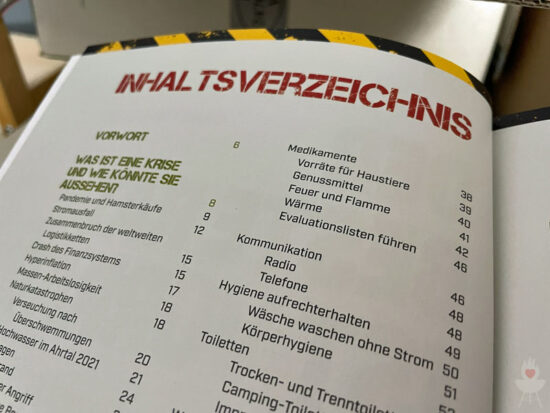 INHALTSVERZEICHNIS
VORWORT 6
WAS IST EINE KRISE
UND WIE KÖNNTE SIE
AUSSEHEN? 8
Pandemie und Hamsterkäufe 9
Stromausfall 12
Zusammenbruch der weltweiten
Logistikketten 15
Crash des Finanzsystems 15
Hyperinflation 17
Massen-Arbeitslosigkeit 18
Naturkatastrophen 18
Verseuchung nach
Überschwemmungen 20
Hochwasser im Ahrtal 2021 21
24
Angriff
Medikamente 38
Vorräte für Haustiere 39
Genussmittel 40
Feuer und Flamme 41
Wärme 42
Evaluationslisten führen 46
Kommunikation
Radio 46
Telefone 48
Hygiene aufrechterhalten 48
Wäsche waschen ohne Strom 49
Körperhygiene 50
Toiletten 51
Trocken- und Trenntoiletten 52
Camping-Toiletten